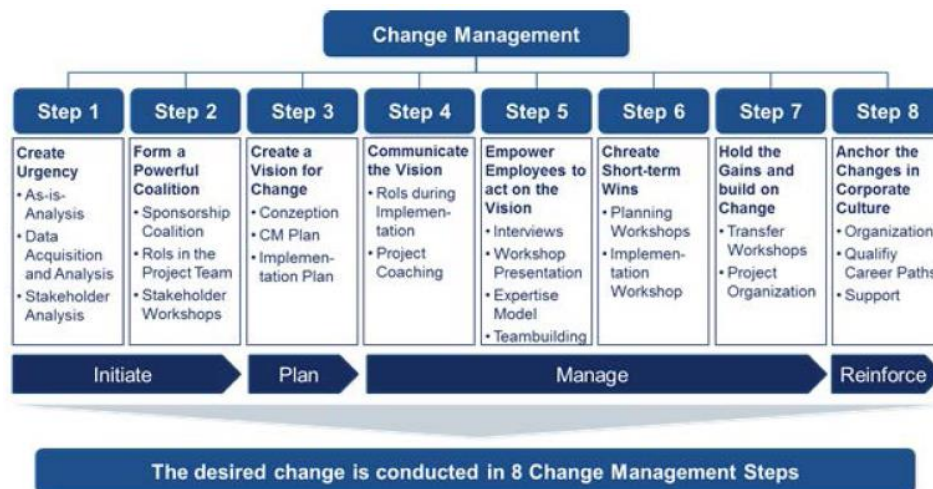 Change Management
Step 1
Step 2
Step 3
Step 4
Step 5
Step 6
Step 7
Step 8
Create
Urgency
• As-is-
Analysis
• Data
Acquisition
and Analysis
• Stakeholder
Analysis
Form a
Powerful
Coalition
• Sponsorship
Coalition
• Rols in the
Project Team
• Stakeholder
Workshops
Create a
Vision for
Change
• Conzeption
• CM Plan
• Implemen-
tation Plan
Communicate
the Vision
• Rols during
Implemen-
tation
• Project
Coaching
Empower
Employees to
act on the
Vision
• Interviews
• Workshop
Presentation
• Expertise
Model
• Teambuilding
Chreate
Short-term
Wins
• Planning
Workshops
• Implemen-
tation
Workshop
Hold the
Gains and
build on
Change
• Transfer
Workshops
• Project
Organization
Anchor the
Changes in
Corporate
Culture
• Organization
• Qualifiy
Career Paths
• Support
Initiate
Plan
Manage
Reinforce
The desired change is conducted in 8 Change Management Steps